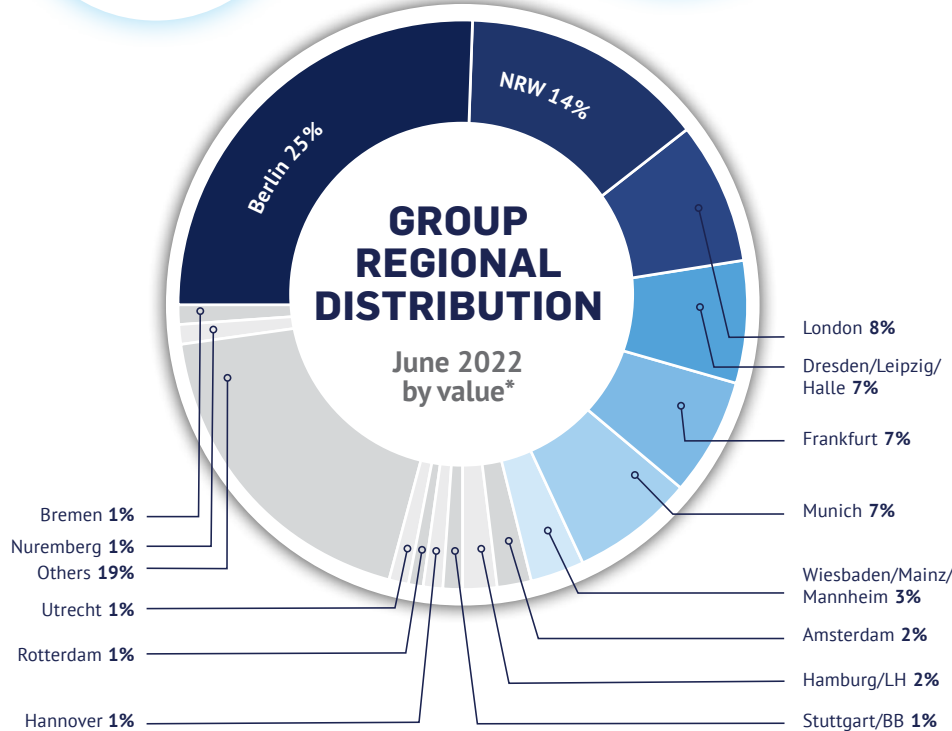 Berlin 25%
NRW 14%
GROUP
REGIONAL
DISTRIBUTION
June 2022
by value*
London 8%
Dresden/Leipzig/
Halle 7%
Frankfurt 7%
Munich 7%
Wiesbaden/Mainz/
Mannheim 3%
Amsterdam 2%
Hamburg/LH 2%
Stuttgart/BB 1%
Bremen 1%
Nuremberg 1%
Others 19%
Utrecht 1%
Rotterdam 1%
Hannover 1%